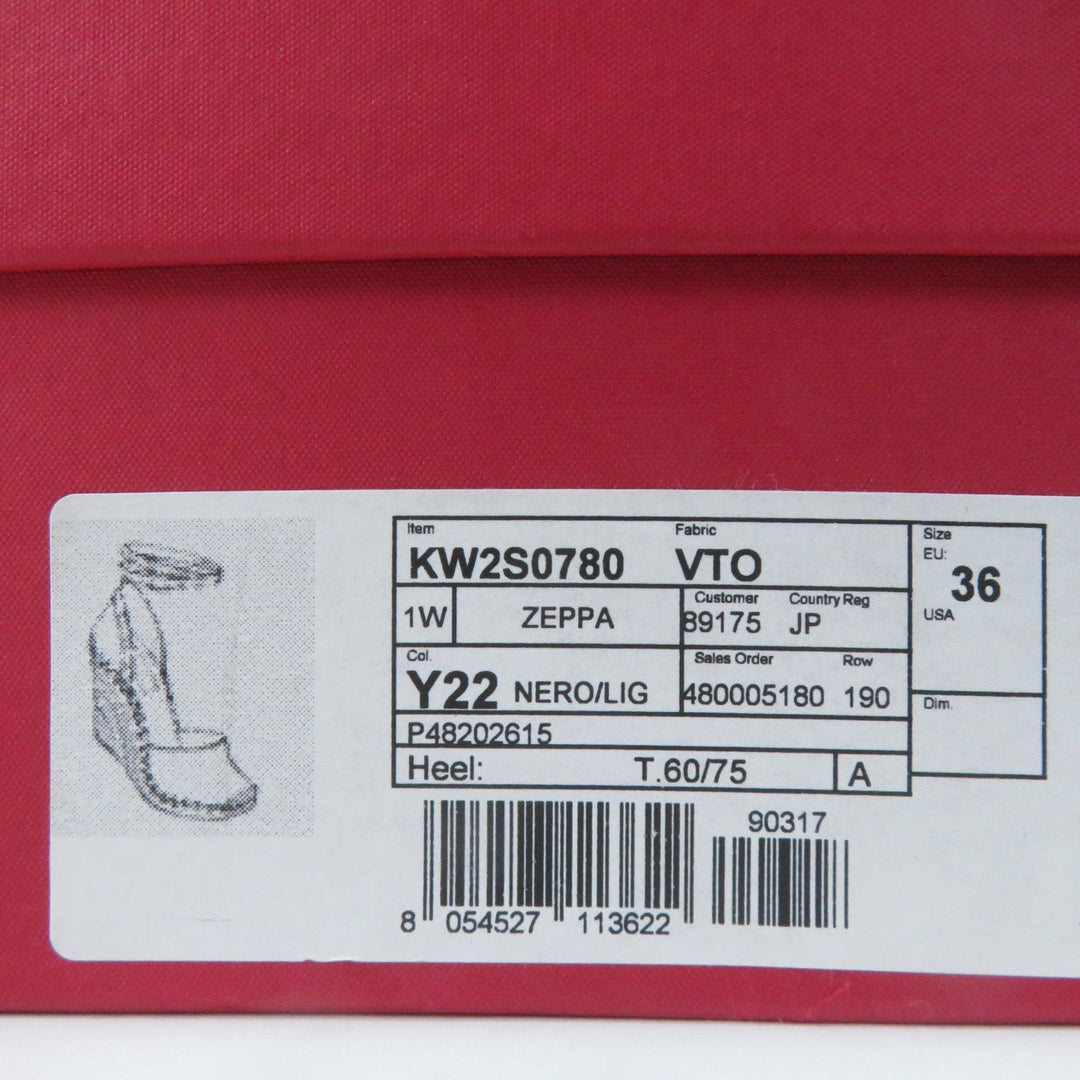 Item Fabric Size
KW2S0780 VTO EU: 36
1W ZEPPA Customer 89175 Country Reg JP USA
Col. Y22 NERO/LIG Sales Order 480005180 Row 190 Dim.
P48202615
Heel: T.60/75 A
90317
8 054527 113622